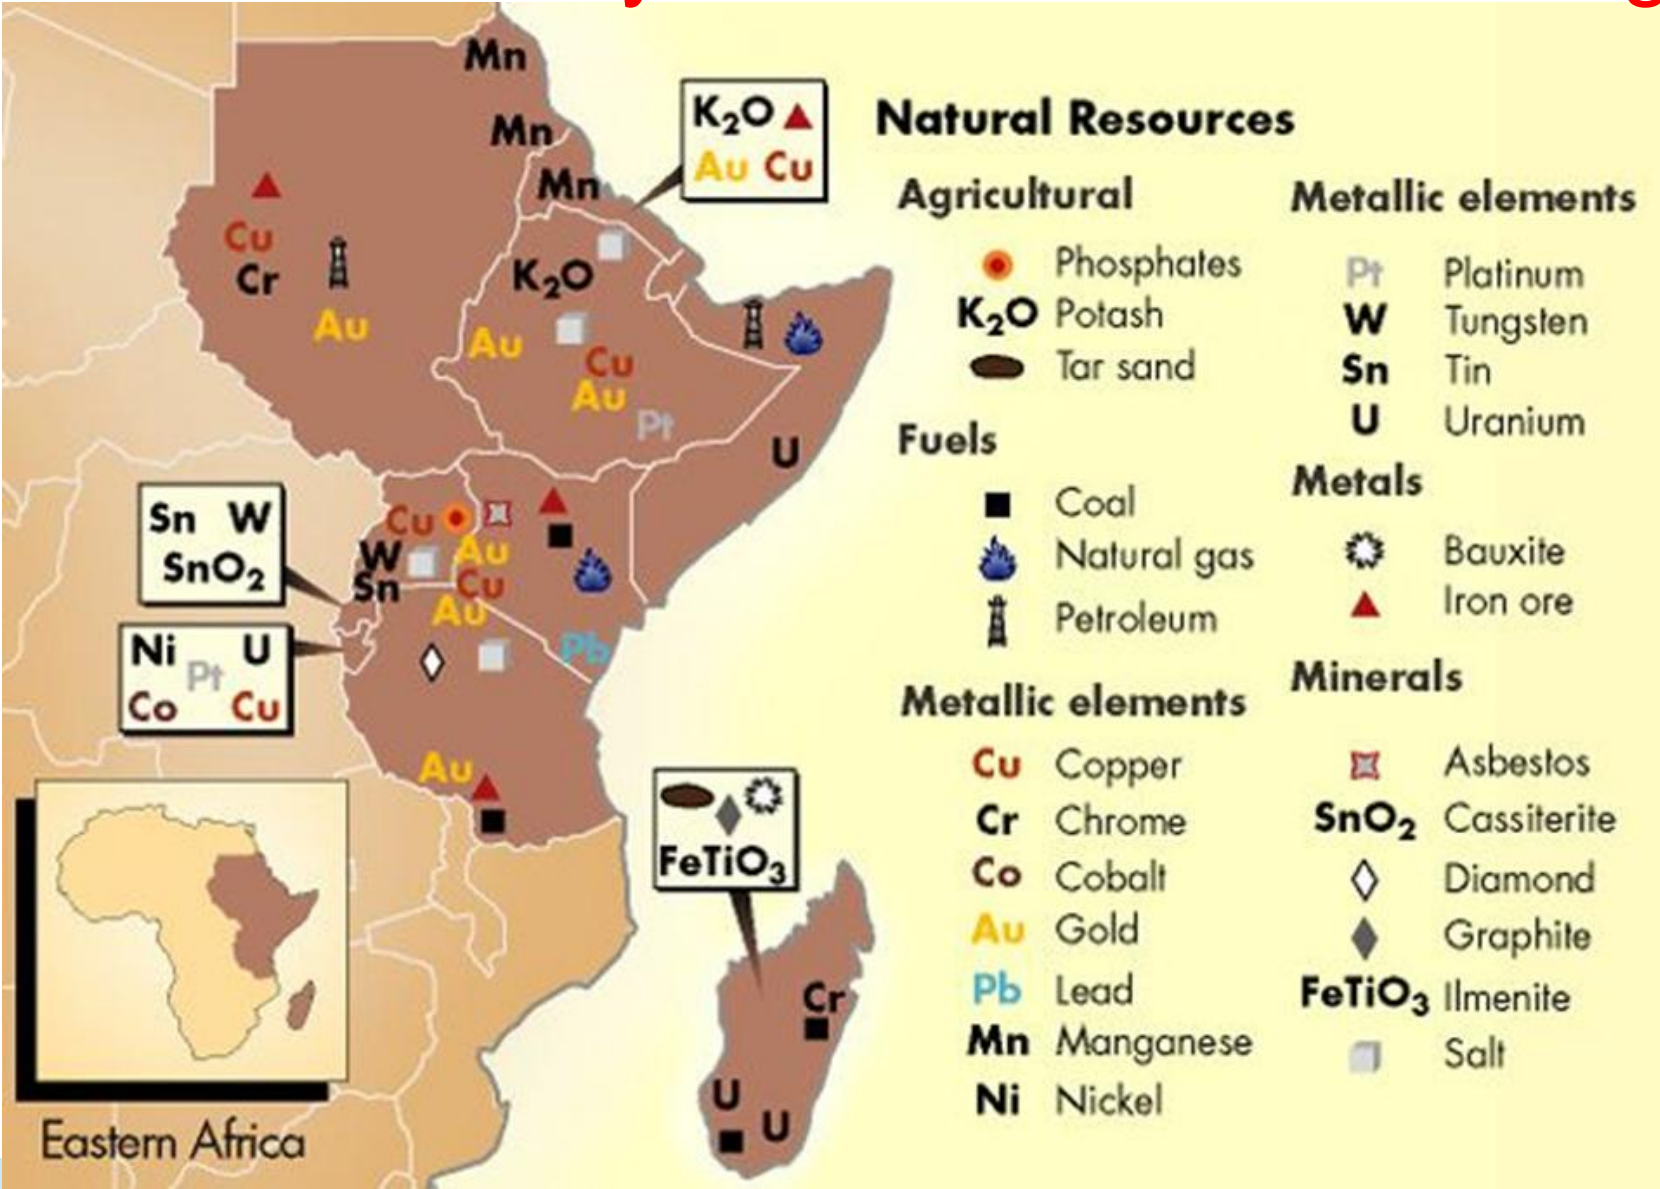 Mn
Mn
Mn
K₂O
Au Cu
Cu
Cr
Au
K₂O
Au
Cu
Au
Pt
U
Sn W
SnO₂
Cu
W
Au
Sn
Cu
Au
Ni U
Pt
Co Cu
Pb
Au
FeTiO₃
Cr
U
U
Eastern Africa
Natural Resources
Agricultural
Phosphates
K₂O Potash
Tar sand
Fuels
Coal
Natural gas
Petroleum
Metallic elements
Cu Copper
Cr Chrome
Co Cobalt
Au Gold
Pb Lead
Mn Manganese
Ni Nickel
Metallic elements
Pt Platinum
W Tungsten
Sn Tin
U Uranium
Metals
Bauxite
Iron ore
Minerals
Asbestos
SnO₂ Cassiterite
Diamond
Graphite
FeTiO₃ Ilmenite
Salt